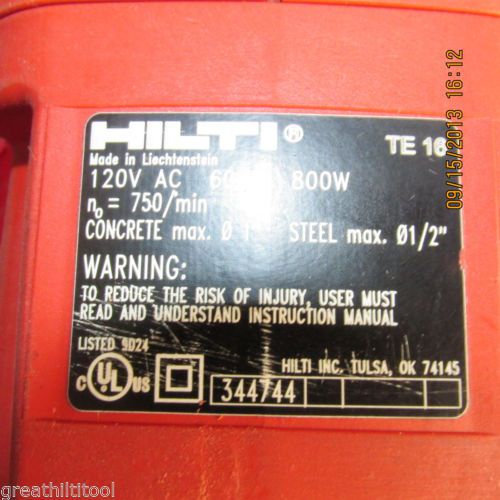 HILTI ®
TE 16
Made in Liechtenstein
120V AC 800W
n₀ = 750/min
CONCRETE max. Ø 1" STEEL max. Ø1/2"
WARNING:
TO REDUCE THE RISK OF INJURY, USER MUST
READ AND UNDERSTAND INSTRUCTION MANUAL
LISTED 9D24
HILTI INC. TULSA, OK 74145
C UL US
344744
09/15/2013 16:12
greathiltitool